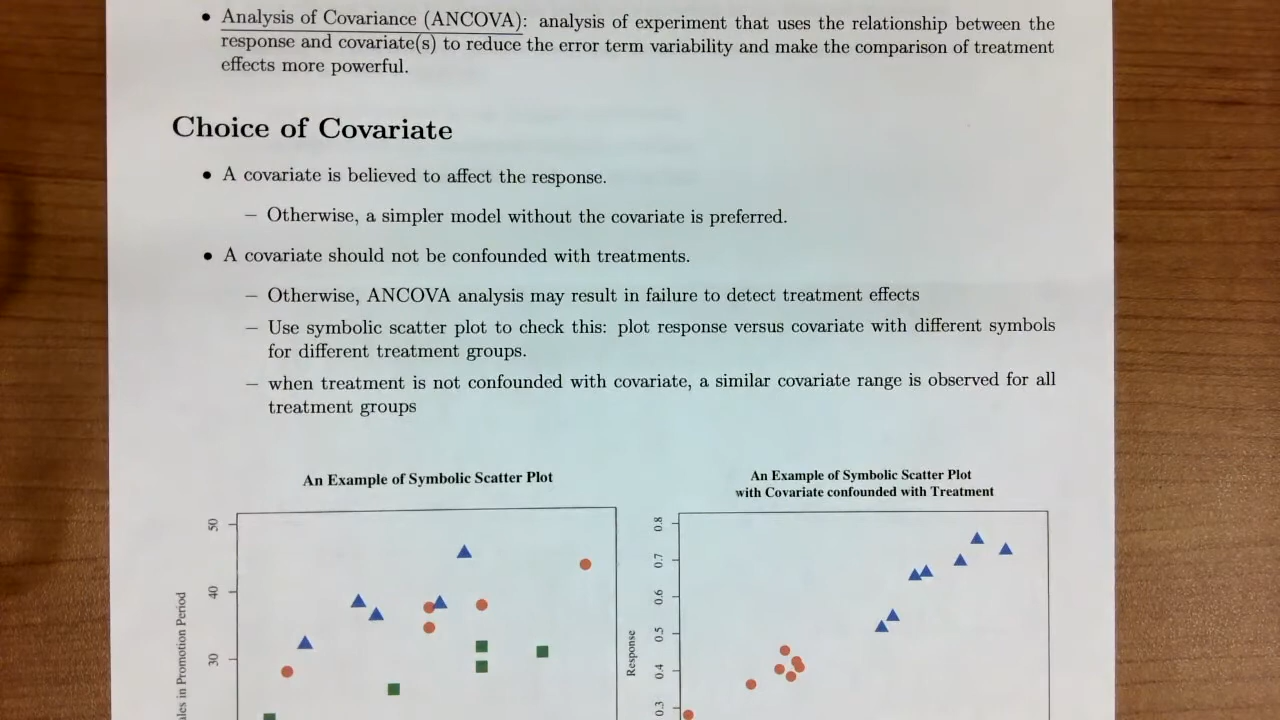 • Analysis of Covariance (ANCOVA): analysis of experiment that uses the relationship between the
response and covariate(s) to reduce the error term variability and make the comparison of treatment
effects more powerful.
Choice of Covariate
• A covariate is believed to affect the response.
– Otherwise, a simpler model without the covariate is preferred.
• A covariate should not be confounded with treatments.
– Otherwise, ANCOVA analysis may result in failure to detect treatment effects
– Use symbolic scatter plot to check this: plot response versus covariate with different symbols
for different treatment groups.
– when treatment is not confounded with covariate, a similar covariate range is observed for all
treatment groups
An Example of Symbolic Scatter Plot
50
40
30
in Promotion Period
An Example of Symbolic Scatter Plot
with Covariate confounded with Treatment
0.8
0.7
0.6
0.5
0.4
0.3
Response